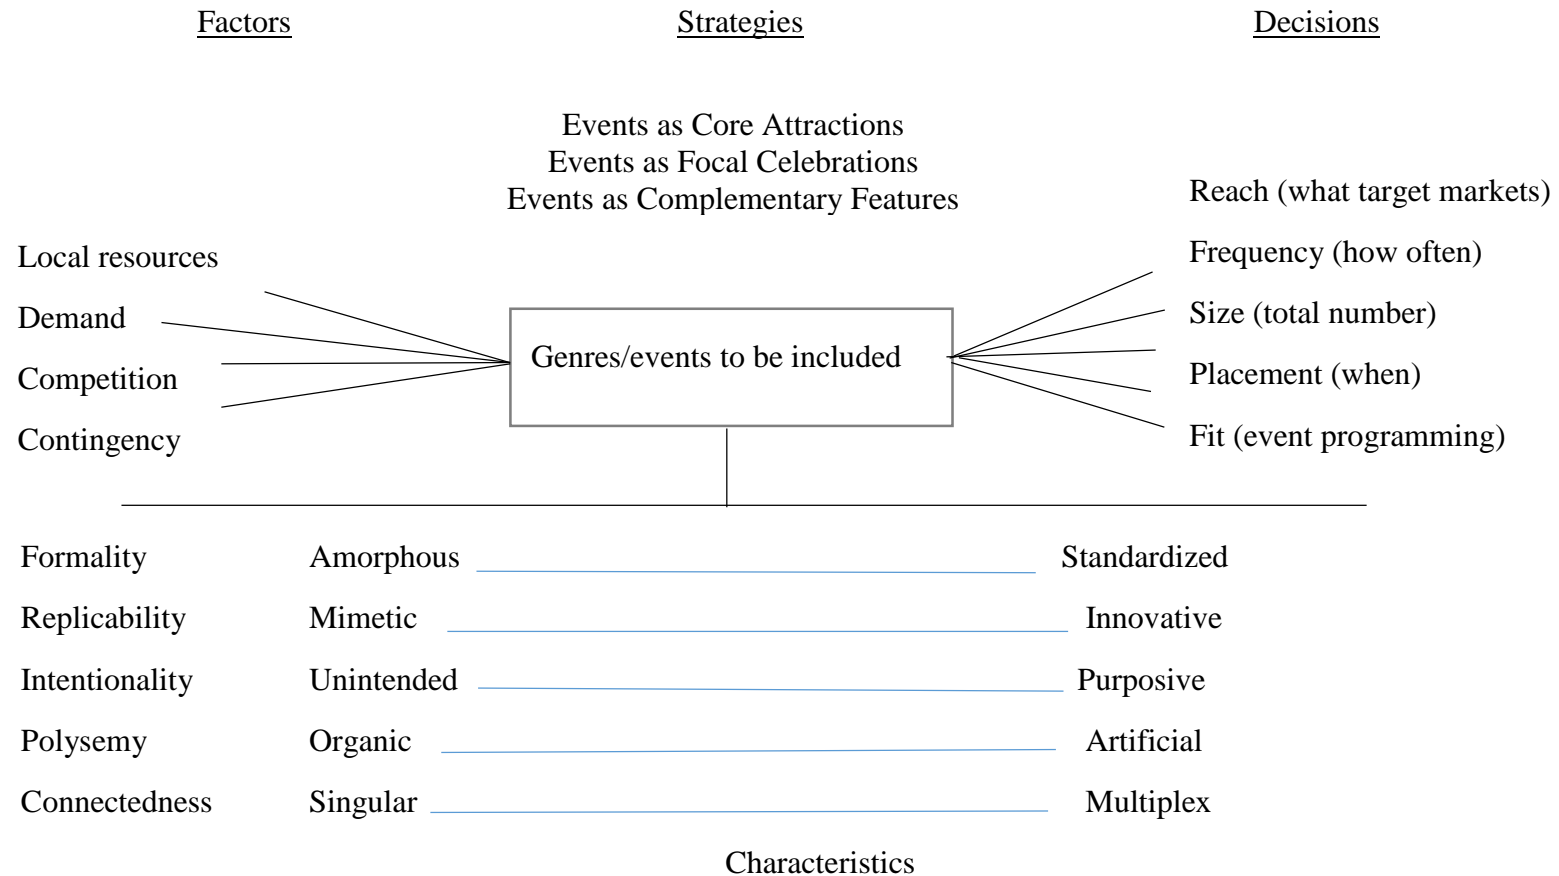 Factors Strategies Decisions
Events as Core Attractions
Events as Focal Celebrations
Events as Complementary Features
Local resources
Demand
Competition
Contingency
Genres/events to be included
Reach (what target markets)
Frequency (how often)
Size (total number)
Placement (when)
Fit (event programming)
Formality Amorphous Standardized
Replicability Mimetic Innovative
Intentionality Unintended Purposive
Polysemy Organic Artificial
Connectedness Singular Multiplex
Characteristics